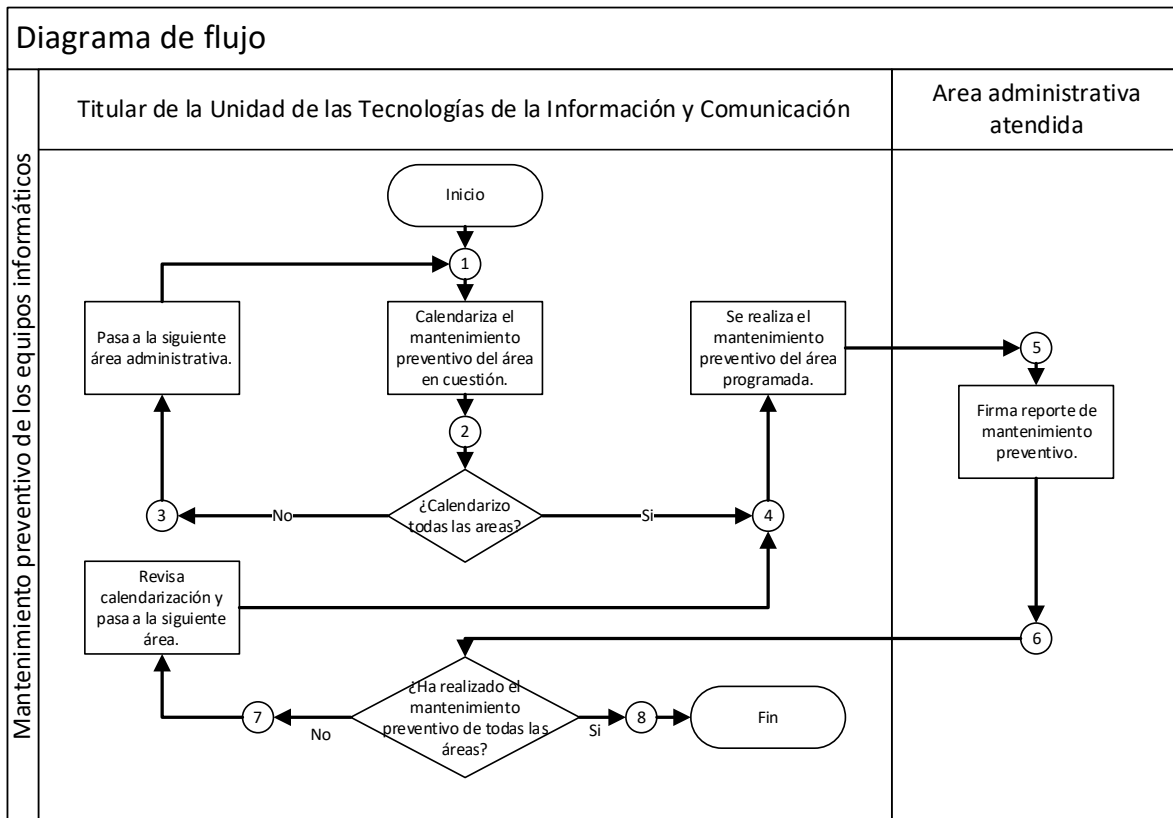 Diagrama de flujo
Mantenimiento preventivo de los equipos informáticos
Titular de la Unidad de las Tecnologías de la Información y Comunicación
Area administrativa
atendida
Inicio
1
Pasa a la siguiente
área administrativa.
Calendariza el
mantenimiento
preventivo del área
en cuestión.
Se realiza el
mantenimiento
preventivo del área
programada.
5
Firma reporte de
mantenimiento
preventivo.
2
3
No
¿Calendarizo
todas las areas?
Si
4
Revisa
calendarización y
pasa a la siguiente
área.
6
¿Ha realizado el
mantenimiento
preventivo de todas las
áreas?
7
No
Si
8
Fin